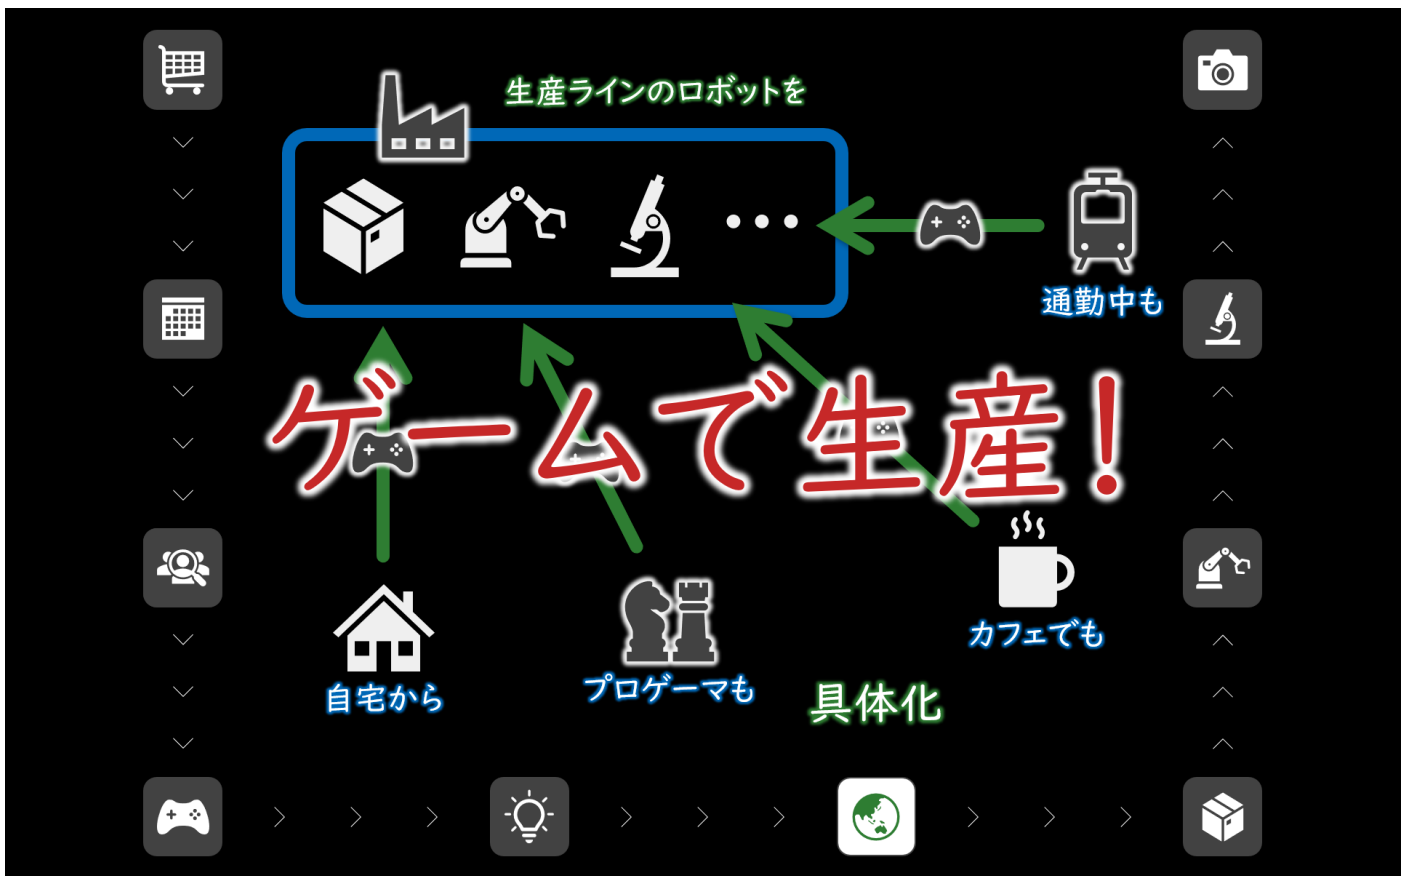 生産ラインのロボットを
通勤中も
ゲームで生産!
カフェでも
自宅から
プロゲーマも
具体化